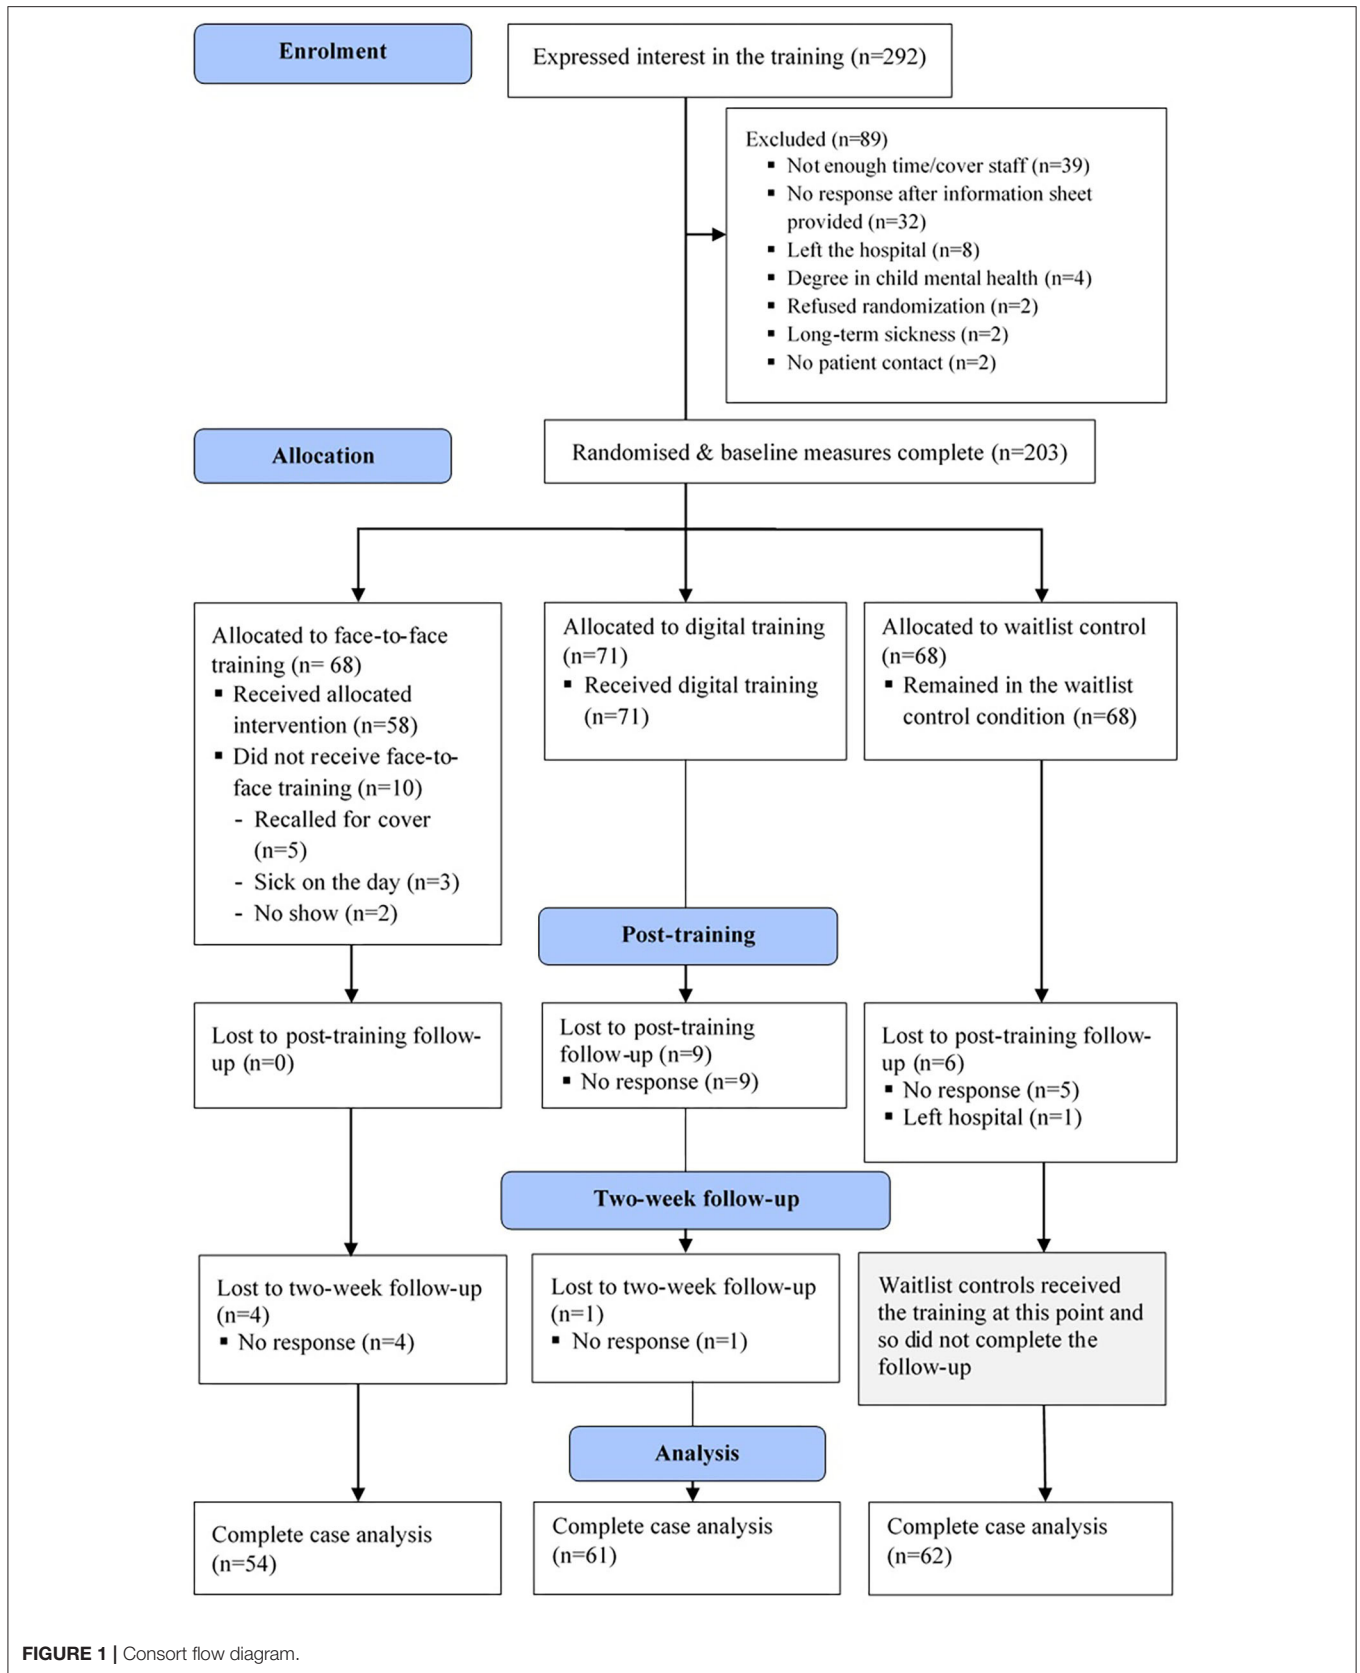 Enrolment
Expressed interest in the training (n=292)
Excluded (n=89)
▪ Not enough time/cover staff (n=39)
▪ No response after information sheet
provided (n=32)
▪ Left the hospital (n=8)
▪ Degree in child mental health (n=4)
▪ Refused randomization (n=2)
▪ Long-term sickness (n=2)
▪ No patient contact (n=2)
Allocation
Randomised & baseline measures complete (n=203)
Allocated to face-to-face
training (n= 68)
▪ Received allocated
intervention (n=58)
▪ Did not receive face-to-
face training (n=10)
- Recalled for cover
(n=5)
- Sick on the day (n=3)
- No show (n=2)
Allocated to digital training
(n=71)
▪ Received digital training
(n=71)
Allocated to waitlist control
(n=68)
▪ Remained in the waitlist
control condition (n=68)
Post-training
Lost to post-training follow-
up (n=0)
Lost to post-training
follow-up (n=9)
▪ No response (n=9)
Lost to post-training follow-
up (n=6)
▪ No response (n=5)
▪ Left hospital (n=1)
Two-week follow-up
Lost to two-week follow-up
(n=4)
▪ No response (n=4)
Lost to two-week follow-up
(n=1)
▪ No response (n=1)
Waitlist controls received
the training at this point and
so did not complete the
follow-up
Analysis
Complete case analysis
(n=54)
Complete case analysis
(n=61)
Complete case analysis
(n=62)
FIGURE 1 | Consort flow diagram.